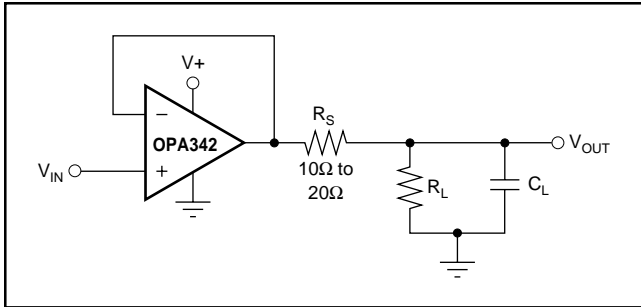 V+
−
OPA342
+
V_IN
R_S
10Ω to
20Ω
R_L
C_L
V_OUT